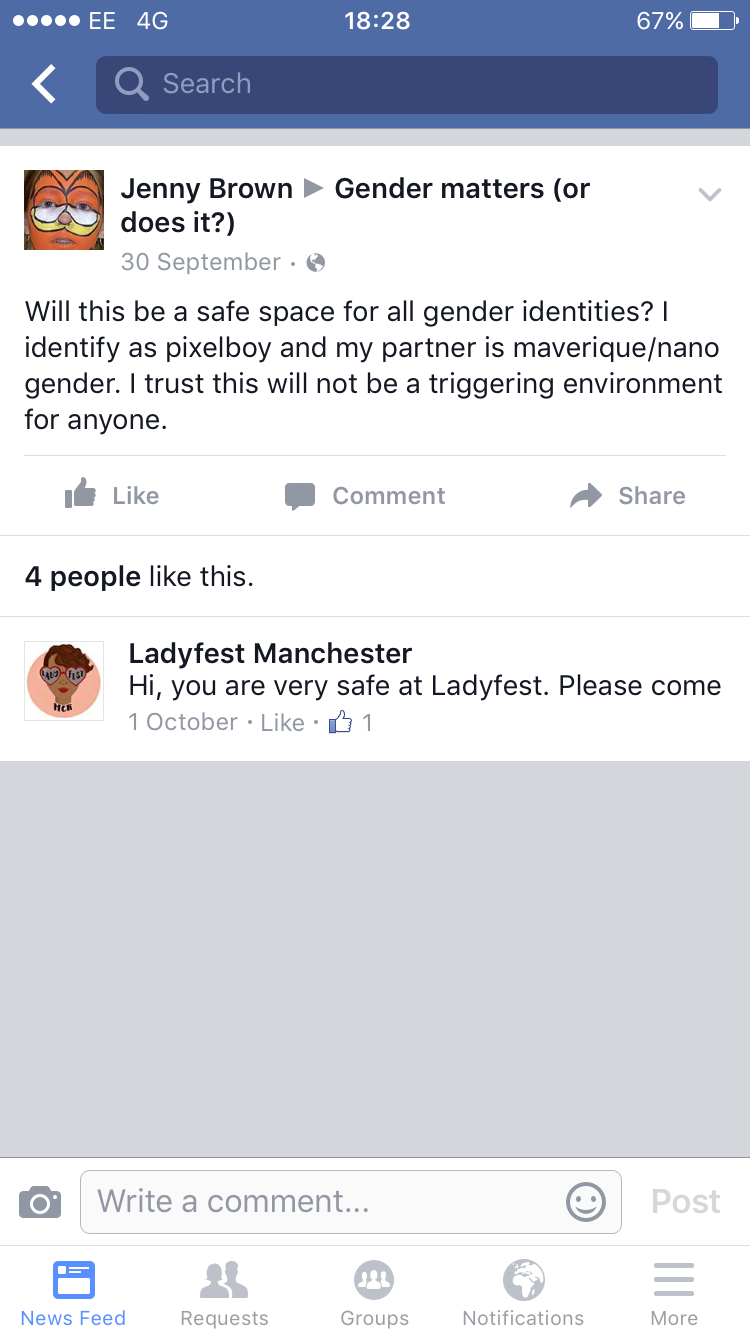 EE 4G 18:28 67%
Search
Jenny Brown ▶ Gender matters (or
does it?)
30 September ·
Will this be a safe space for all gender identities? I
identify as pixelboy and my partner is maverique/nano
gender. I trust this will not be a triggering environment
for anyone.
Like Comment Share
4 people like this.
LADY FEST
MCR
Ladyfest Manchester
Hi, you are very safe at Ladyfest. Please come
1 October · Like · 1
Write a comment... Post
News Feed Requests Groups Notifications More